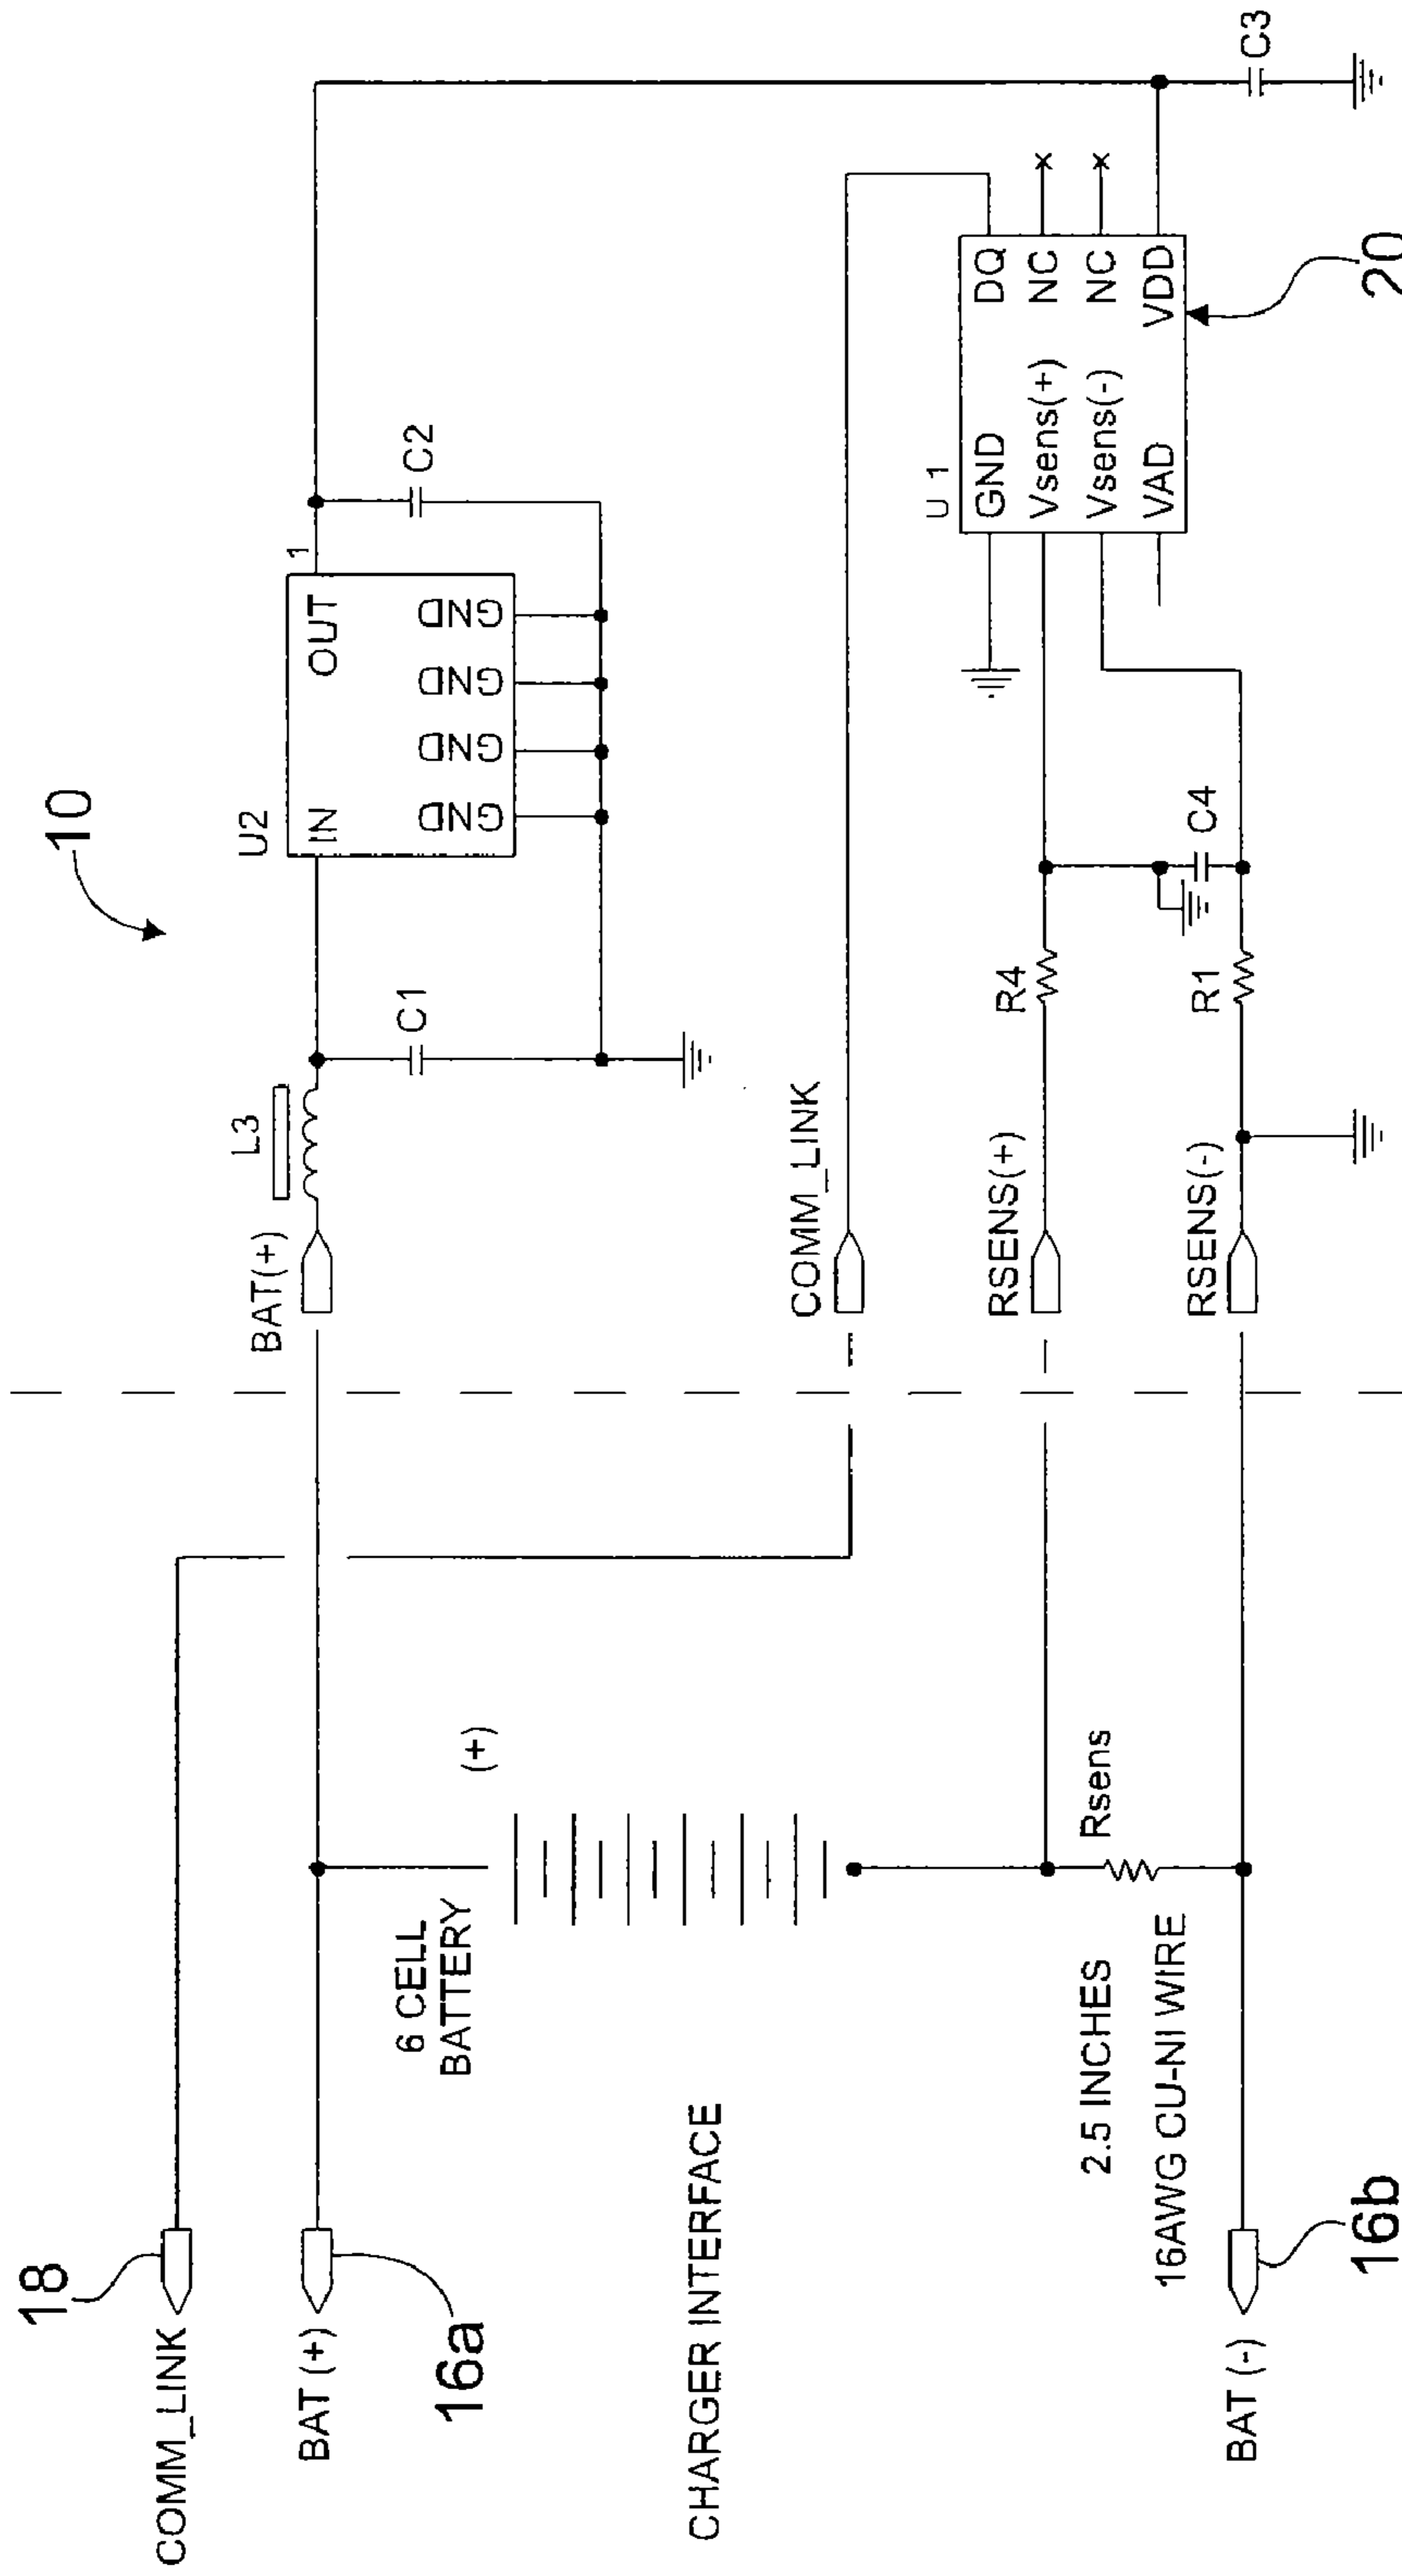 10
U2
IN
OUT
1
GND
GND
GND
GND
C1
C2
L3
BAT(+)
COMM_LINK
RSENS(+)
RSENS(-)
R4
R1
C4
U 1
GND
Vsens(+)
Vsens(-)
VAD
DQ
NC
NC
VDD
20
C3
18
COMM_LINK
BAT (+)
16a
6 CELL
BATTERY
(+)
CHARGER INTERFACE
Rsens
2.5 INCHES
16AWG CU-NI WIRE
BAT (-)
16b